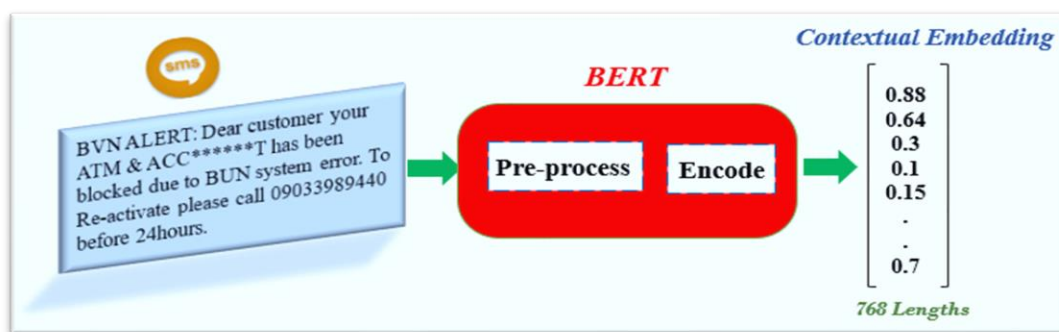 sms
BVN ALERT: Dear customer your
ATM & ACC******T has been
blocked due to BUN system error. To
Re-activate please call 09033989440
before 24hours.
BERT
Pre-process
Encode
Contextual Embedding
0.88
0.64
0.3
0.1
0.15
.
.
0.7
768 Lengths